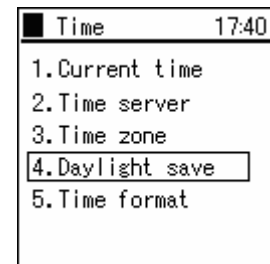 Time 17:40
1.Current time
2.Time server
3.Time zone
4.Daylight save
5.Time format